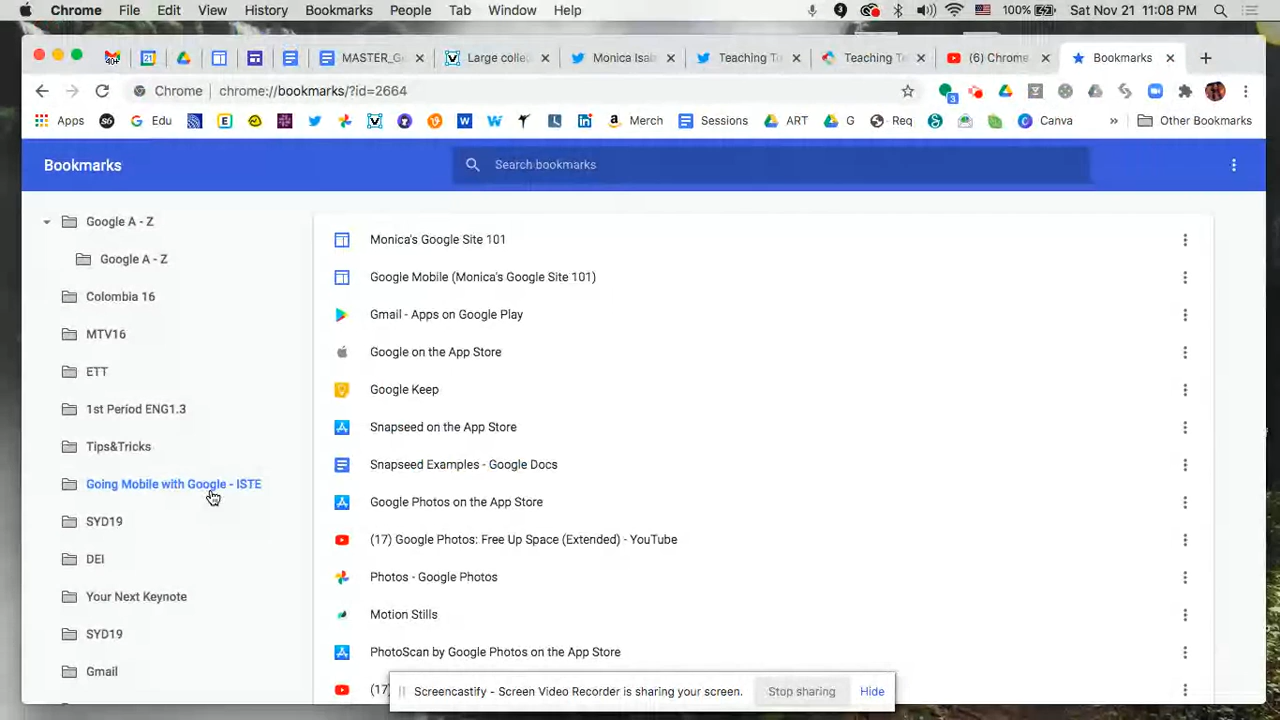 Chrome File Edit View History Bookmarks People Tab Window Help 3 100% Sat Nov 21 11:08 PM
21 MASTER_G Large colle Monica Isab Teaching To Teaching To (6) Chrome Bookmarks
Chrome chrome://bookmarks/?id=2664 3
Apps Edu Merch Sessions ART G Req Canva » Other Bookmarks
Bookmarks Search bookmarks
Google A - Z
Google A - Z
Colombia 16
MTV16
ETT
1st Period ENG1.3
Tips&Tricks
Going Mobile with Google - ISTE
SYD19
DEI
Your Next Keynote
SYD19
Gmail
Monica's Google Site 101
Google Mobile (Monica's Google Site 101)
Gmail - Apps on Google Play
Google on the App Store
Google Keep
Snapseed on the App Store
Snapseed Examples - Google Docs
Google Photos on the App Store
(17) Google Photos: Free Up Space (Extended) - YouTube
Photos - Google Photos
Motion Stills
PhotoScan by Google Photos on the App Store
(17)
Screencastify - Screen Video Recorder is sharing your screen. Stop sharing Hide